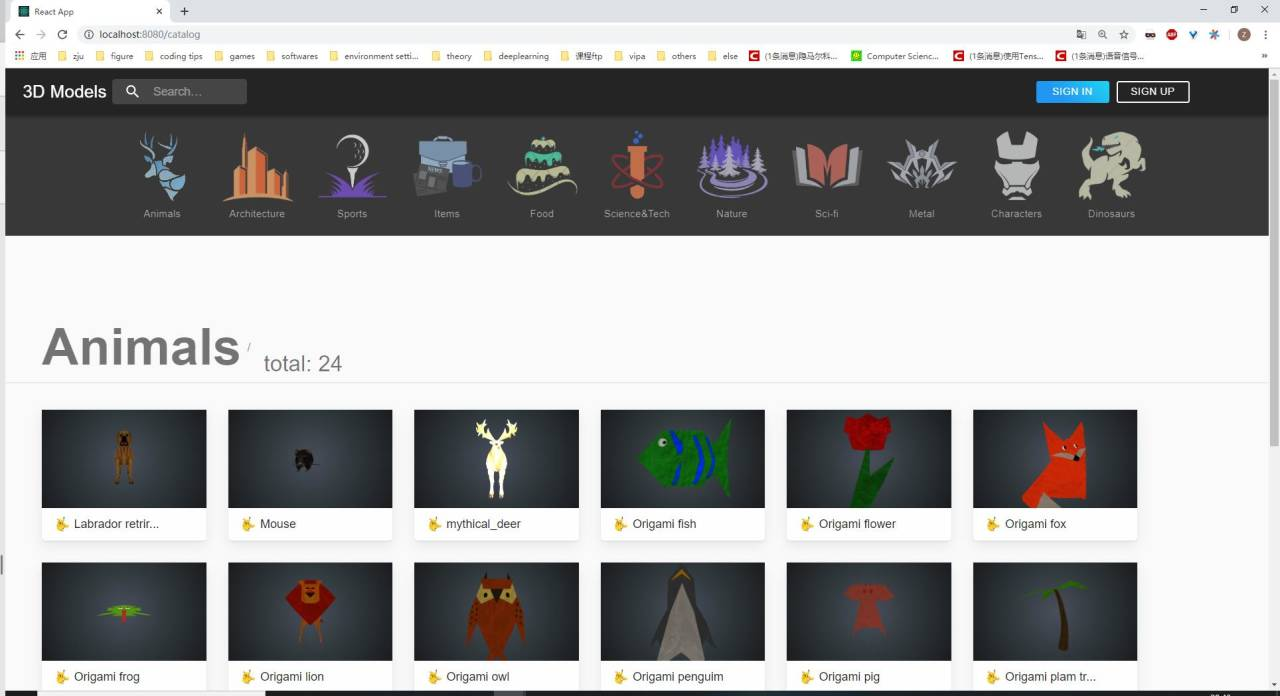 React App
localhost:8080/catalog
应用 zju figure coding tips games softwares environment setti... theory deeplearning 课程ftp vipa others else (1条消息)隐马尔科... Computer Scienc... (1条消息)使用Tens... (1条消息)语音信号...
3D Models Search... SIGN IN SIGN UP
NEWS
Animals Architecture Sports Items Food Science&Tech Nature Sci-fi Metal Characters Dinosaurs
Animals / total: 24
Labrador retrir... Mouse mythical_deer Origami fish Origami flower Origami fox
Origami frog Origami lion Origami owl Origami penguim Origami pig Origami plam tr...